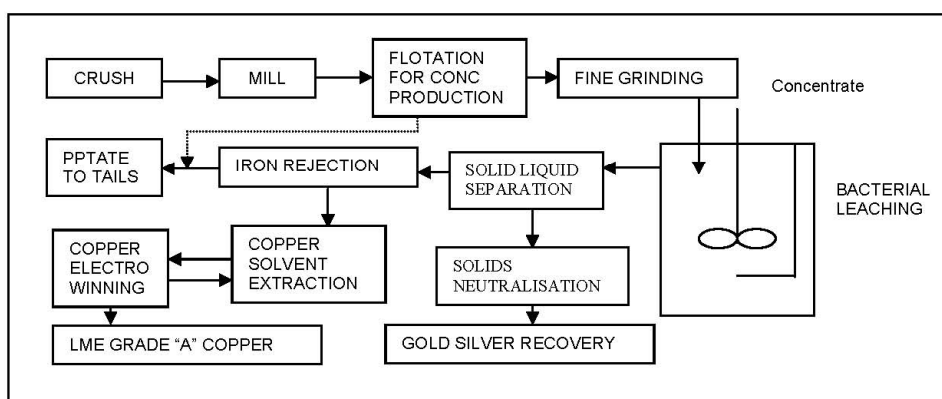 CRUSH
MILL
FLOTATION
FOR CONC
PRODUCTION
FINE GRINDING
Concentrate
PPTATE
TO TAILS
IRON REJECTION
SOLID LIQUID
SEPARATION
BACTERIAL
LEACHING
COPPER
ELECTRO
WINNING
COPPER
SOLVENT
EXTRACTION
SOLIDS
NEUTRALISATION
LME GRADE “A” COPPER
GOLD SILVER RECOVERY